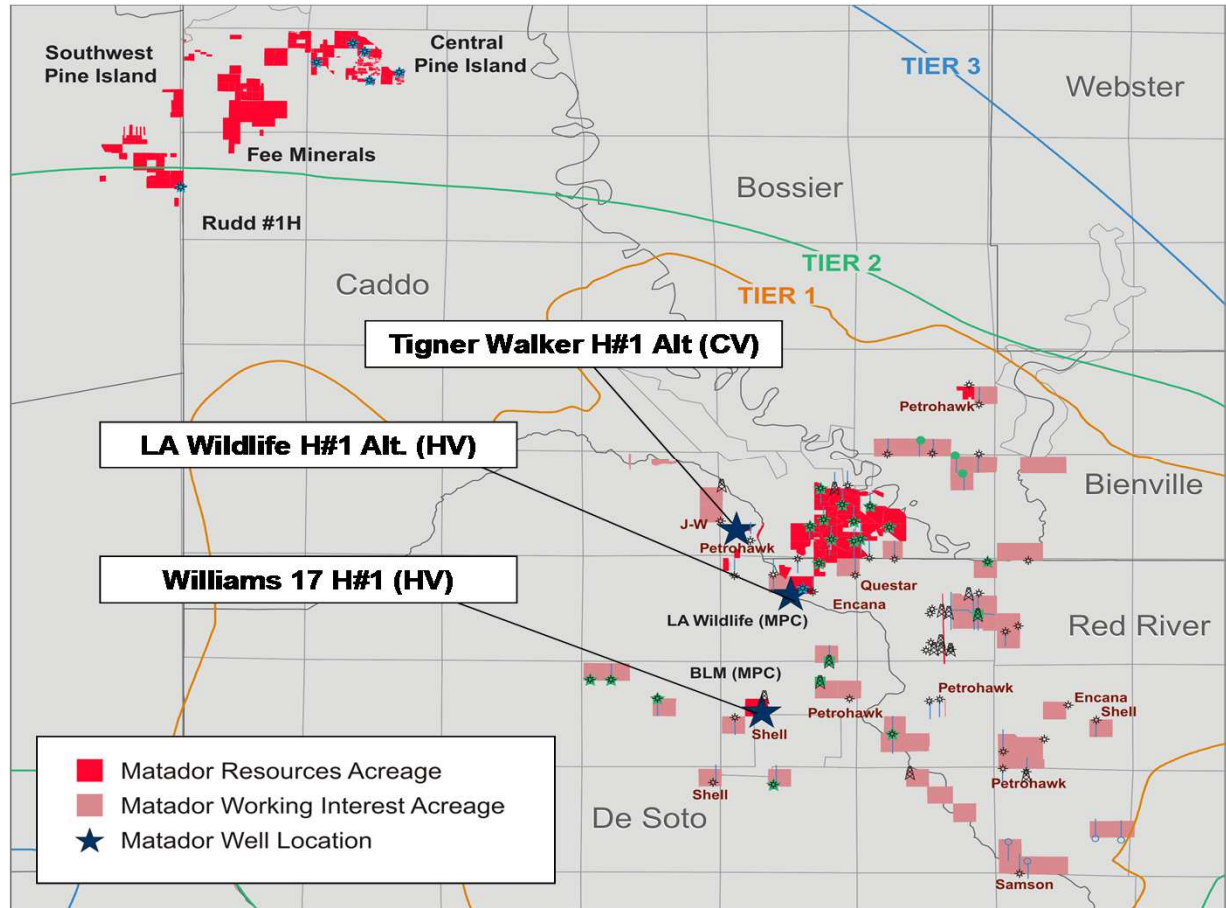 Southwest
Pine Island
Central
Pine Island
TIER 3
Webster
Fee Minerals
Bossier
Rudd #1H
TIER 2
Caddo
TIER 1
Tigner Walker H#1 Alt (CV)
Petrohawk
LA Wildlife H#1 Alt. (HV)
Bienville
J-W
Petrohawk
Williams 17 H#1 (HV)
Questar
Encana
LA Wildlife (MPC)
Red River
BLM (MPC)
Petrohawk
Encana
Petrohawk
Shell
Shell
Matador Resources Acreage
Petrohawk
Shell
Matador Working Interest Acreage
De Soto
Matador Well Location
Samson